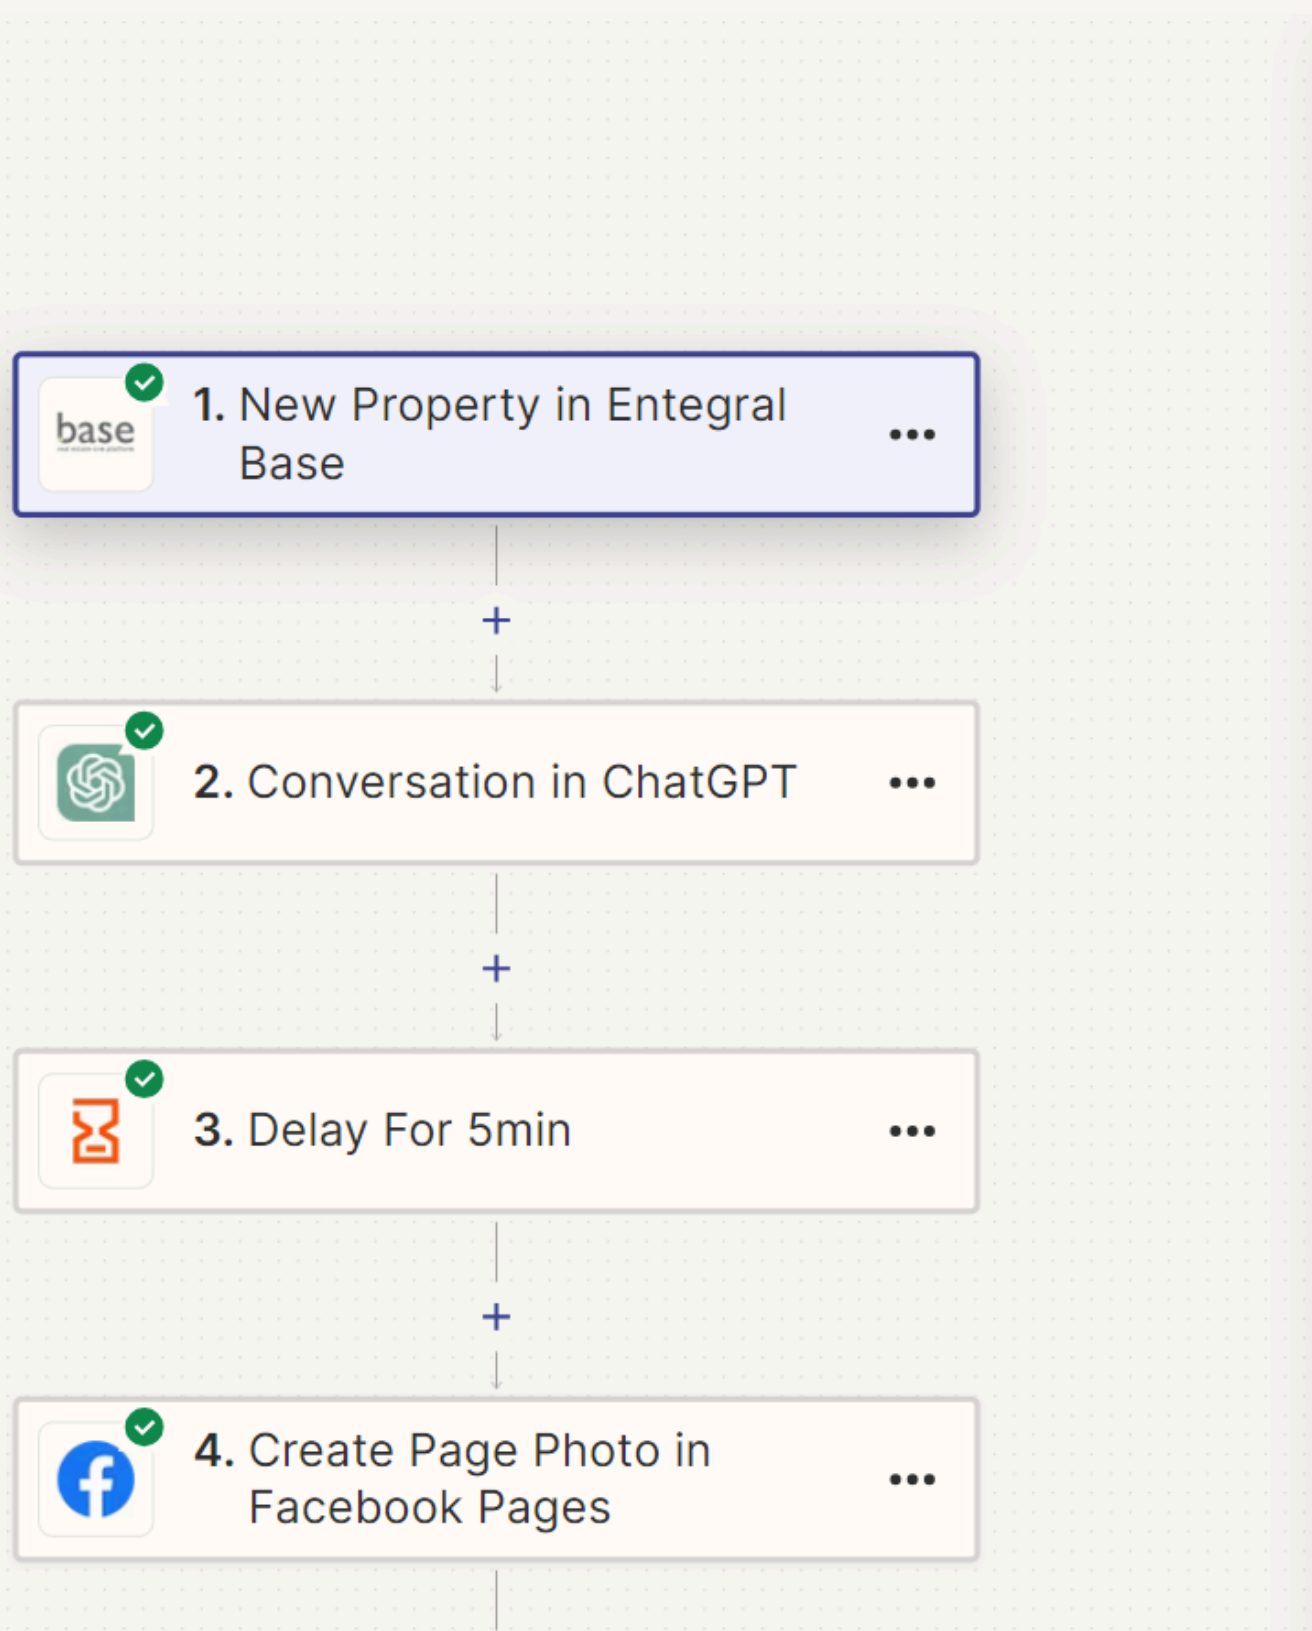 base
1. New Property in Entegral
Base
2. Conversation in ChatGPT
3. Delay For 5min
4. Create Page Photo in
Facebook Pages